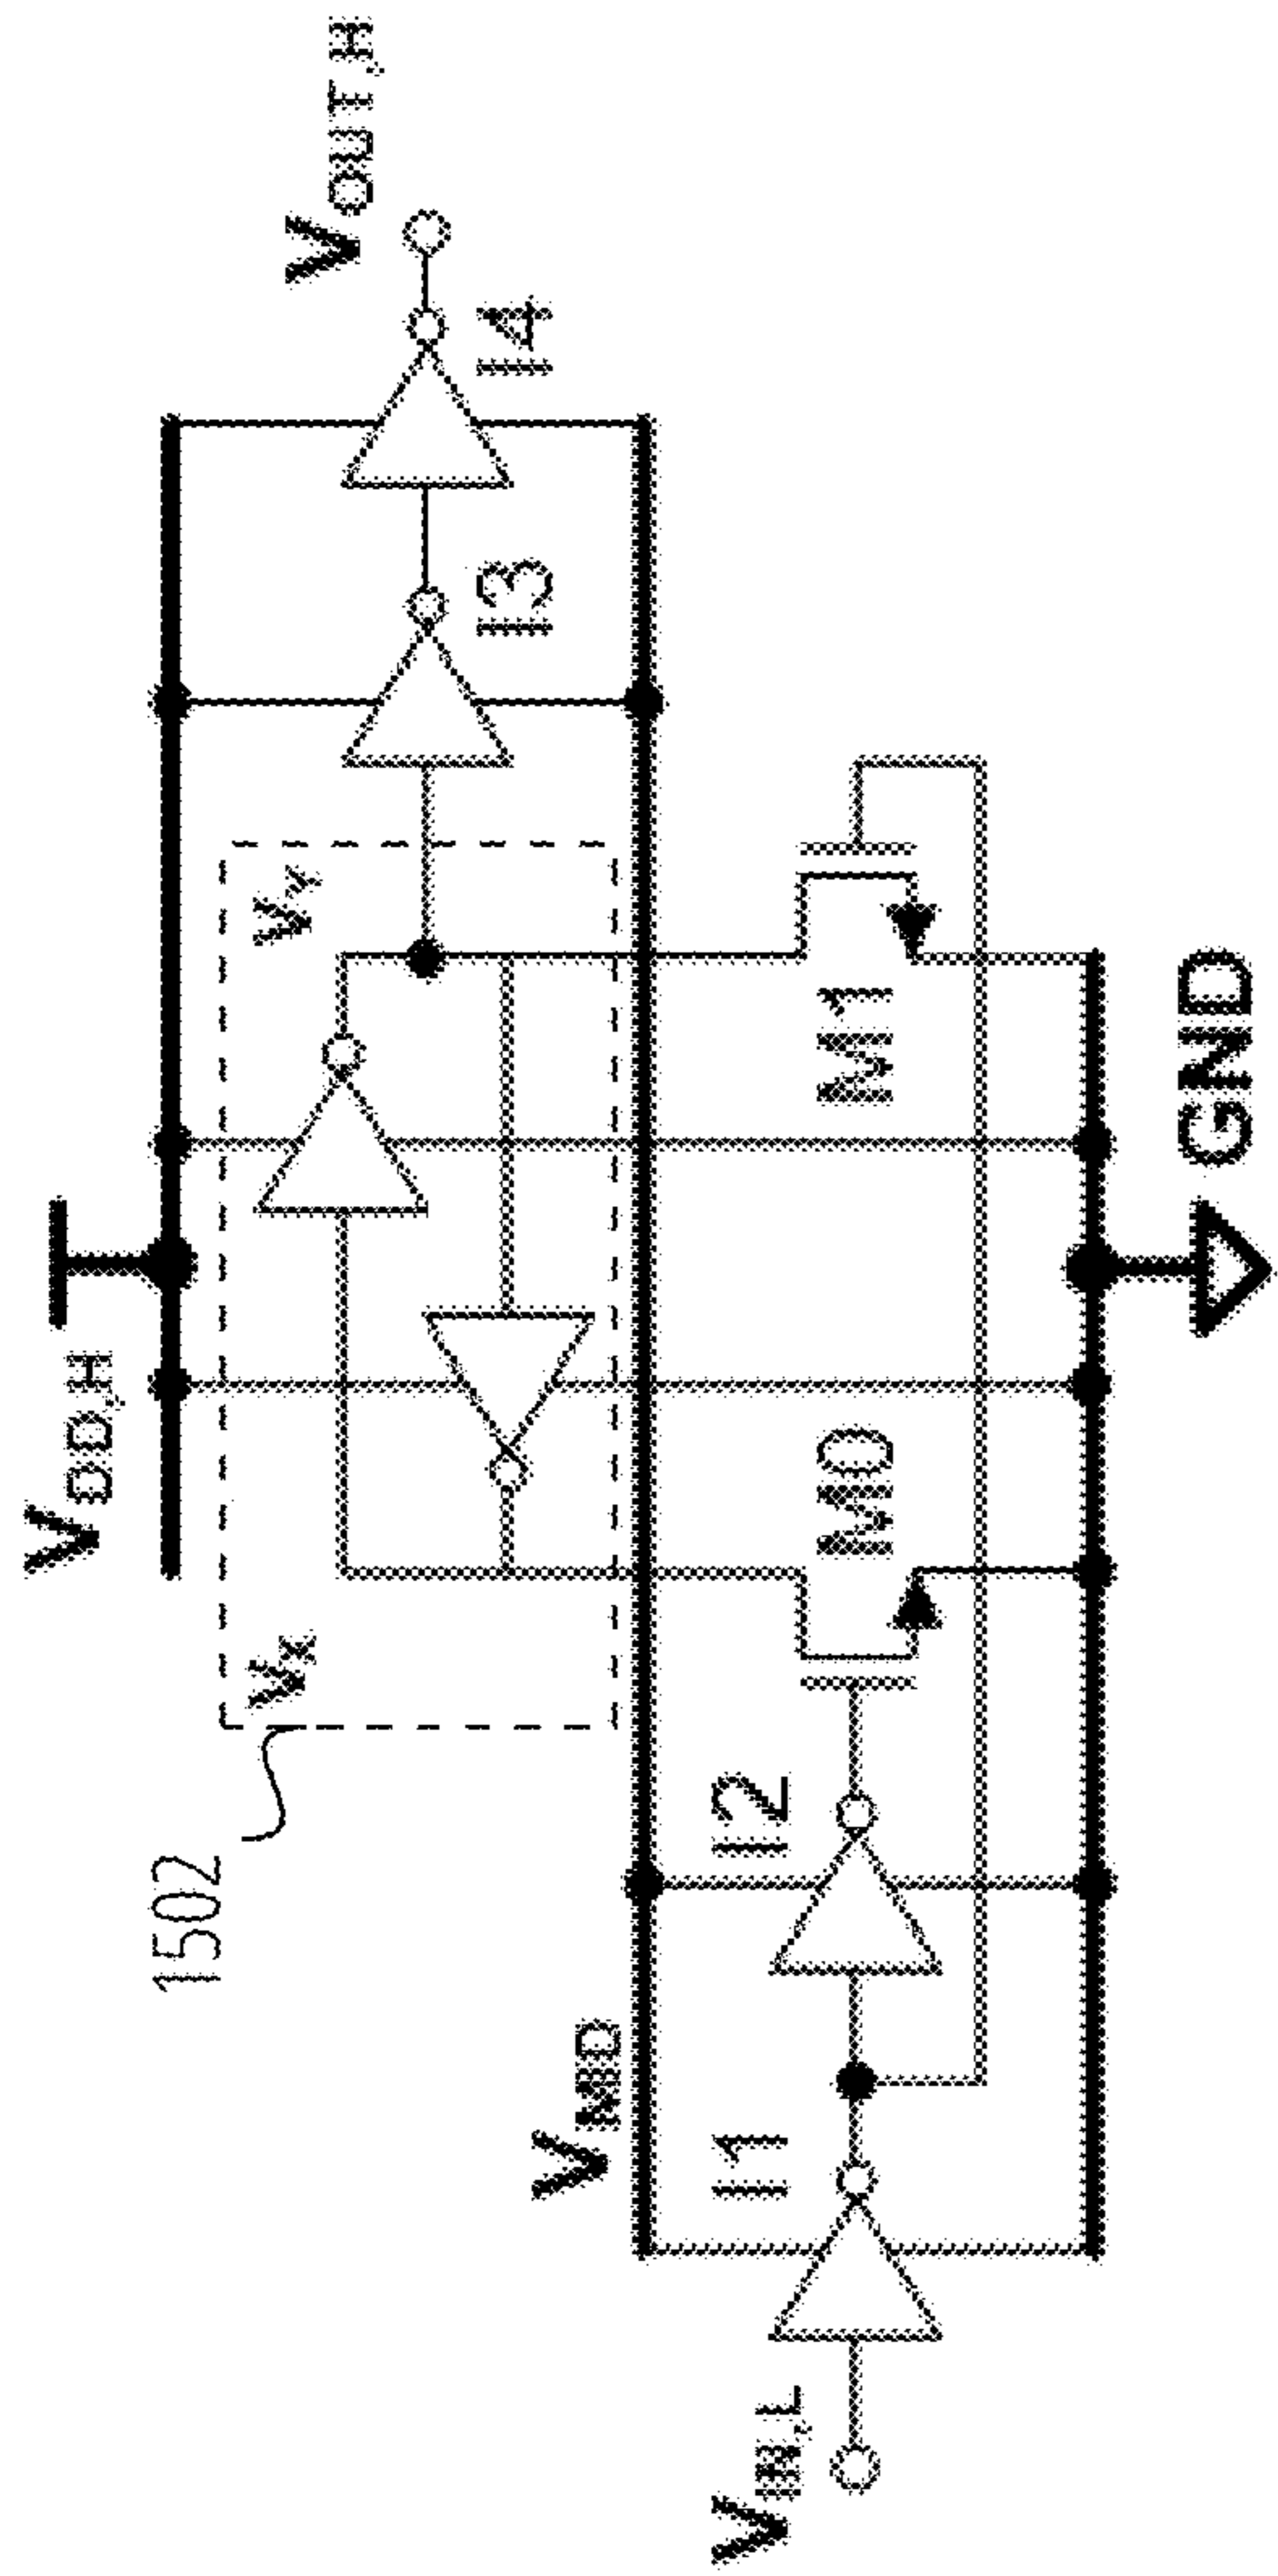 V_DD,H
V_OUT,H
1502
V_X
V_Y
I3
I4
V_MID
I1
I2
M0
M1
V_IN,L
GND